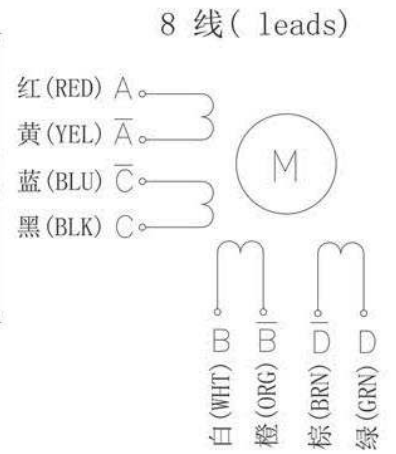 8 线( leads)
红(RED) A
黄(YEL) A̅
蓝(BLU) C̅
黑(BLK) C
M
B B̅ D̅ D
白(WHT) 橙(ORG) 棕(BRN) 绿(GRN)